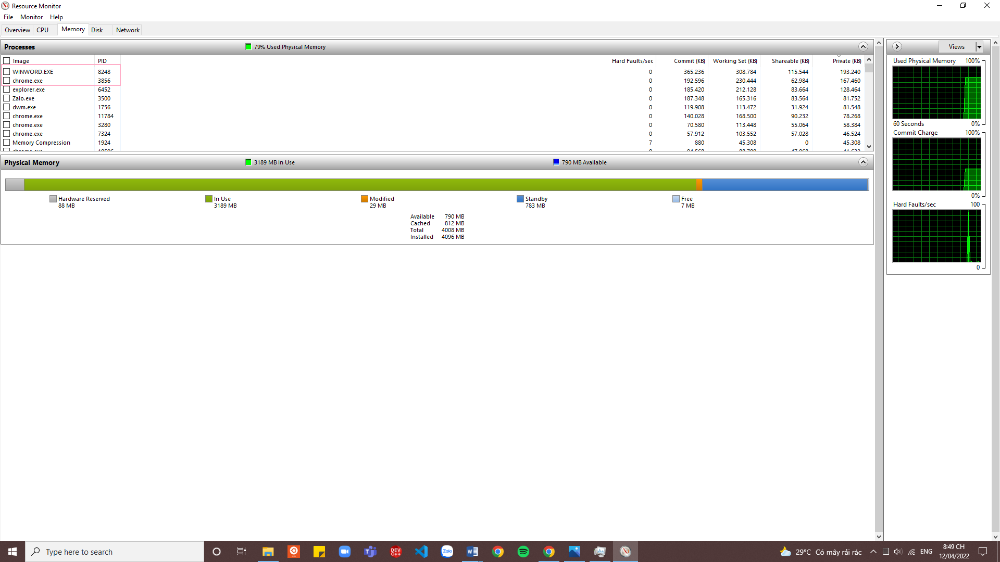 Resource Monitor
File Monitor Help
Overview CPU Memory Disk Network
Processes 79% Used Physical Memory
Image PID Hard Faults/sec Commit (KB) Working Set (KB) Shareable (KB) Private (KB)
WINWORD.EXE 8248 0 365.236 308.784 115.544 193.240
chrome.exe 3856 0 192.596 230.444 62.984 167.460
explorer.exe 6452 0 185.420 212.128 83.664 128.464
Zalo.exe 3500 0 187.348 165.316 83.564 81.752
dwm.exe 1756 0 119.908 113.472 31.924 81.548
chrome.exe 11784 0 140.028 168.500 90.232 78.268
chrome.exe 3280 0 70.580 113.448 55.064 58.384
chrome.exe 7324 0 57.912 103.552 57.028 46.524
Memory Compression 1924 7 880 45.308 0 45.308
Physical Memory 3189 MB In Use 790 MB Available
Hardware Reserved In Use Modified Standby Free
88 MB 3189 MB 29 MB 783 MB 7 MB
Available 790 MB
Cached 812 MB
Total 4008 MB
Installed 4096 MB
Views
Used Physical Memory 100%
60 Seconds 0%
Commit Charge 100%
0%
Hard Faults/sec 100
0
Type here to search
DEV C++
Zalo
29°C Có mây rải rác
ENG
8:49 CH
12/04/2022